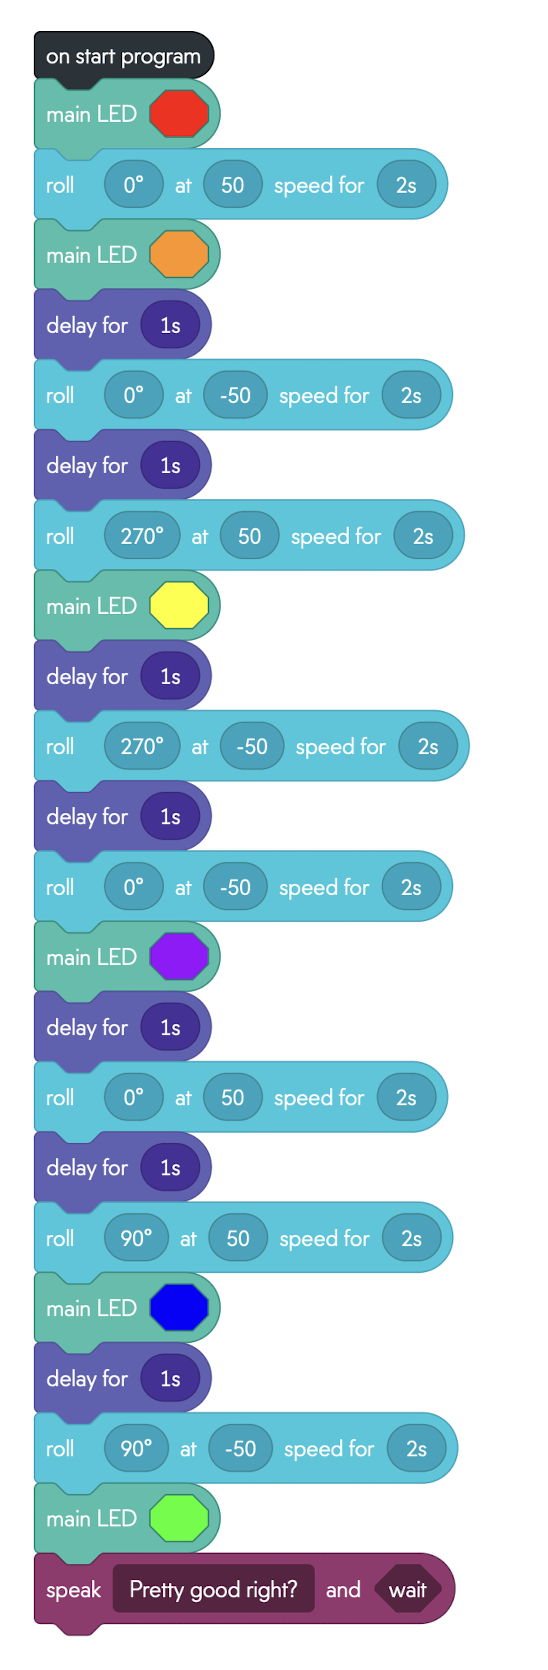 on start program
main LED
roll 0° at 50 speed for 2s
main LED
delay for 1s
roll 0° at -50 speed for 2s
delay for 1s
roll 270° at 50 speed for 2s
main LED
delay for 1s
roll 270° at -50 speed for 2s
delay for 1s
roll 0° at -50 speed for 2s
main LED
delay for 1s
roll 0° at 50 speed for 2s
delay for 1s
roll 90° at 50 speed for 2s
main LED
delay for 1s
roll 90° at -50 speed for 2s
main LED
speak Pretty good right? and wait